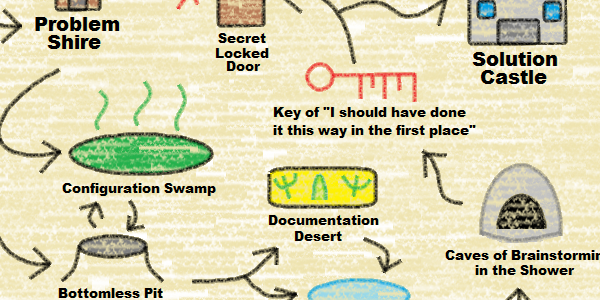 Problem
Shire
Secret
Locked
Door
Solution
Castle
Key of "I should have done
it this way in the first place"
Configuration Swamp
Documentation
Desert
Caves of Brainstormin
in the Shower
Bottomless Pit